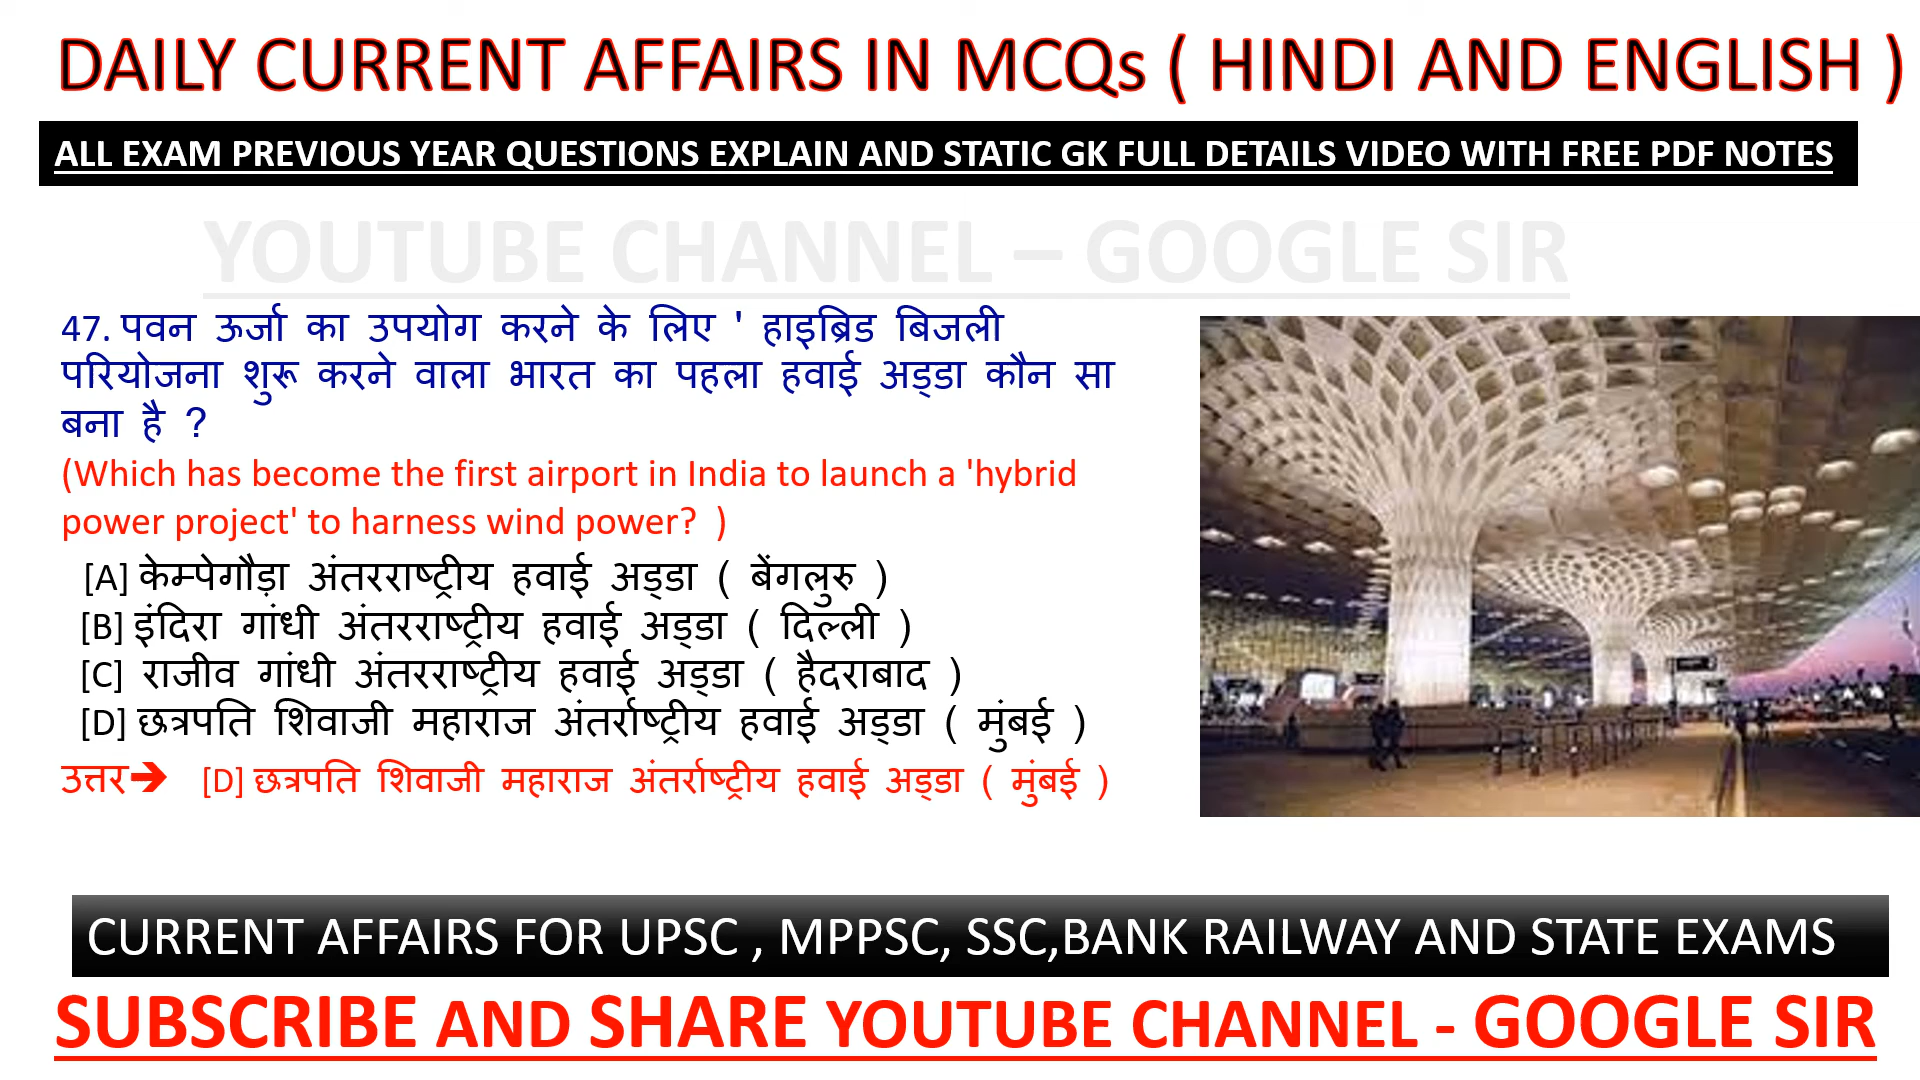 DAILY CURRENT AFFAIRS IN MCQs ( HINDI AND ENGLISH )
ALL EXAM PREVIOUS YEAR QUESTIONS EXPLAIN AND STATIC GK FULL DETAILS VIDEO WITH FREE PDF NOTES
YOUTUBE CHANNEL – GOOGLE SIR
47. पवन ऊर्जा का उपयोग करने के लिए ' हाइब्रिड बिजली
परियोजना शुरू करने वाला भारत का पहला हवाई अड्डा कौन सा
बना है ?
(Which has become the first airport in India to launch a 'hybrid
power project' to harness wind power? )
[A] केम्पेगौड़ा अंतरराष्ट्रीय हवाई अड्डा ( बेंगलुरु )
[B] इंदिरा गांधी अंतरराष्ट्रीय हवाई अड्डा ( दिल्ली )
[C] राजीव गांधी अंतरराष्ट्रीय हवाई अड्डा ( हैदराबाद )
[D] छत्रपति शिवाजी महाराज अंतर्राष्ट्रीय हवाई अड्डा ( मुंबई )
उत्तर➔ [D] छत्रपति शिवाजी महाराज अंतर्राष्ट्रीय हवाई अड्डा ( मुंबई )
CURRENT AFFAIRS FOR UPSC , MPPSC, SSC,BANK RAILWAY AND STATE EXAMS
SUBSCRIBE AND SHARE YOUTUBE CHANNEL - GOOGLE SIR